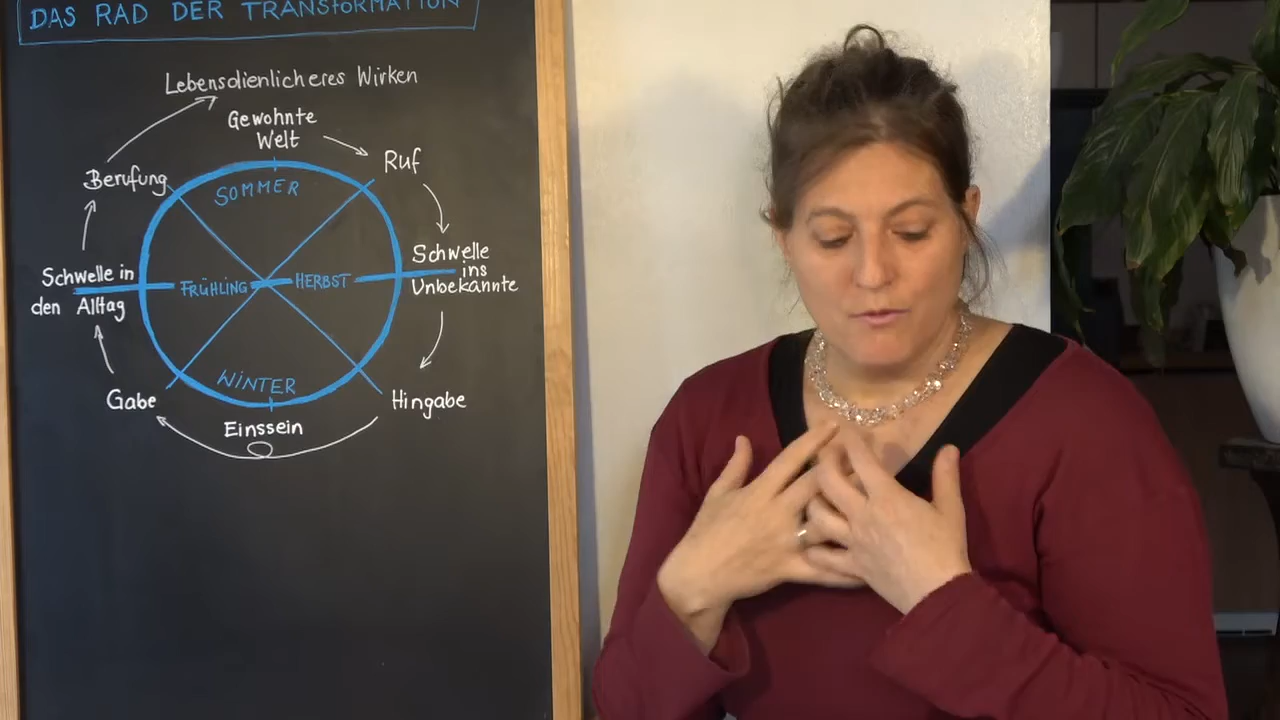 DAS RAD DER TRANSFORMATION
Lebensdienlicheres Wirken
Gewohnte
Welt
Ruf
Berufung
SOMMER
Schwelle
ins
Unbekannte
Schwelle in
den Alltag
FRÜHLING
HERBST
WINTER
Gabe
Hingabe
Einssein